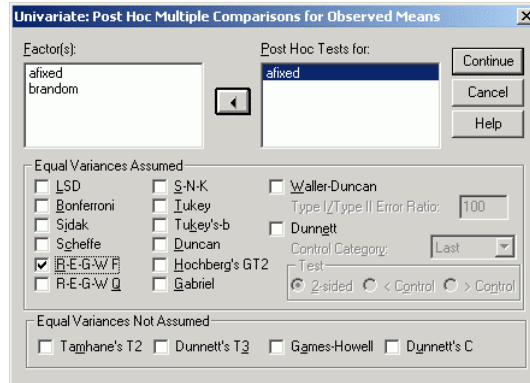 Univariate: Post Hoc Multiple Comparisons for Observed Means
Factor(s):
afixed
brandom
Post Hoc Tests for:
afixed
Continue
Cancel
Help
Equal Variances Assumed
LSD
Bonferroni
Sidak
Scheffe
R-E-G-W F
R-E-G-W Q
S-N-K
Tukey
Tukey's-b
Duncan
Hochberg's GT2
Gabriel
Waller-Duncan
Type I/Type II Error Ratio: 100
Dunnett
Control Category: Last
Test
2-sided < Control > Control
Equal Variances Not Assumed
Tamhane's T2 Dunnett's T3 Games-Howell Dunnett's C